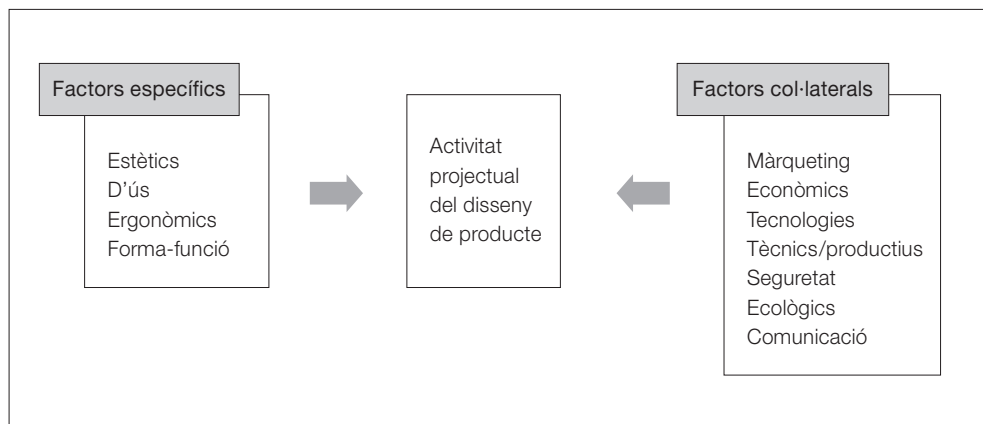 Factors específics
Estètics
D'ús
Ergonòmics
Forma-funció
Activitat
projectual
del disseny
de producte
Factors col·laterals
Màrqueting
Econòmics
Tecnologies
Tècnics/productius
Seguretat
Ecològics
Comunicació